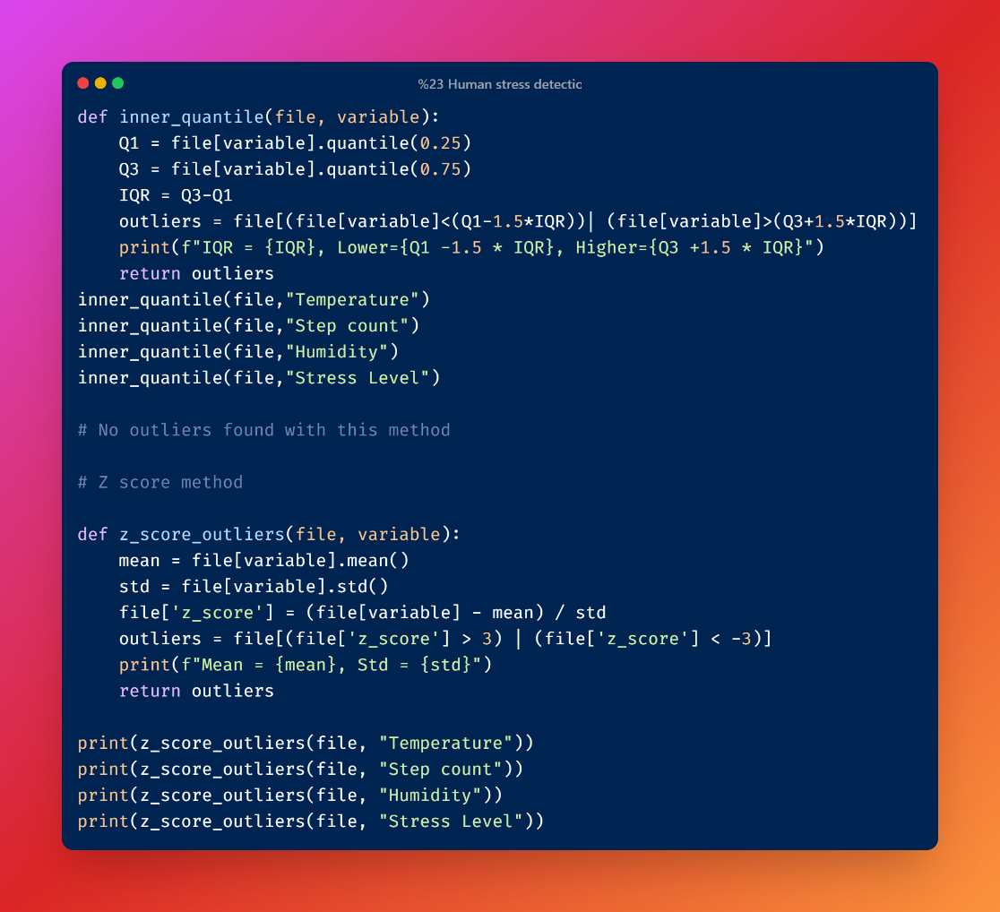 %23 Human stress detectic
def inner_quantile(file, variable):
    Q1 = file[variable].quantile(0.25)
    Q3 = file[variable].quantile(0.75)
    IQR = Q3-Q1
    outliers = file[(file[variable]<(Q1-1.5*IQR))| (file[variable]>(Q3+1.5*IQR))]
    print(f"IQR = {IQR}, Lower={Q1 -1.5 * IQR}, Higher={Q3 +1.5 * IQR}")
    return outliers
inner_quantile(file,"Temperature")
inner_quantile(file,"Step count")
inner_quantile(file,"Humidity")
inner_quantile(file,"Stress Level")

# No outliers found with this method

# Z score method

def z_score_outliers(file, variable):
    mean = file[variable].mean()
    std = file[variable].std()
    file['z_score'] = (file[variable] - mean) / std
    outliers = file[(file['z_score'] > 3) | (file['z_score'] < -3)]
    print(f"Mean = {mean}, Std = {std}")
    return outliers

print(z_score_outliers(file, "Temperature"))
print(z_score_outliers(file, "Step count"))
print(z_score_outliers(file, "Humidity"))
print(z_score_outliers(file, "Stress Level"))